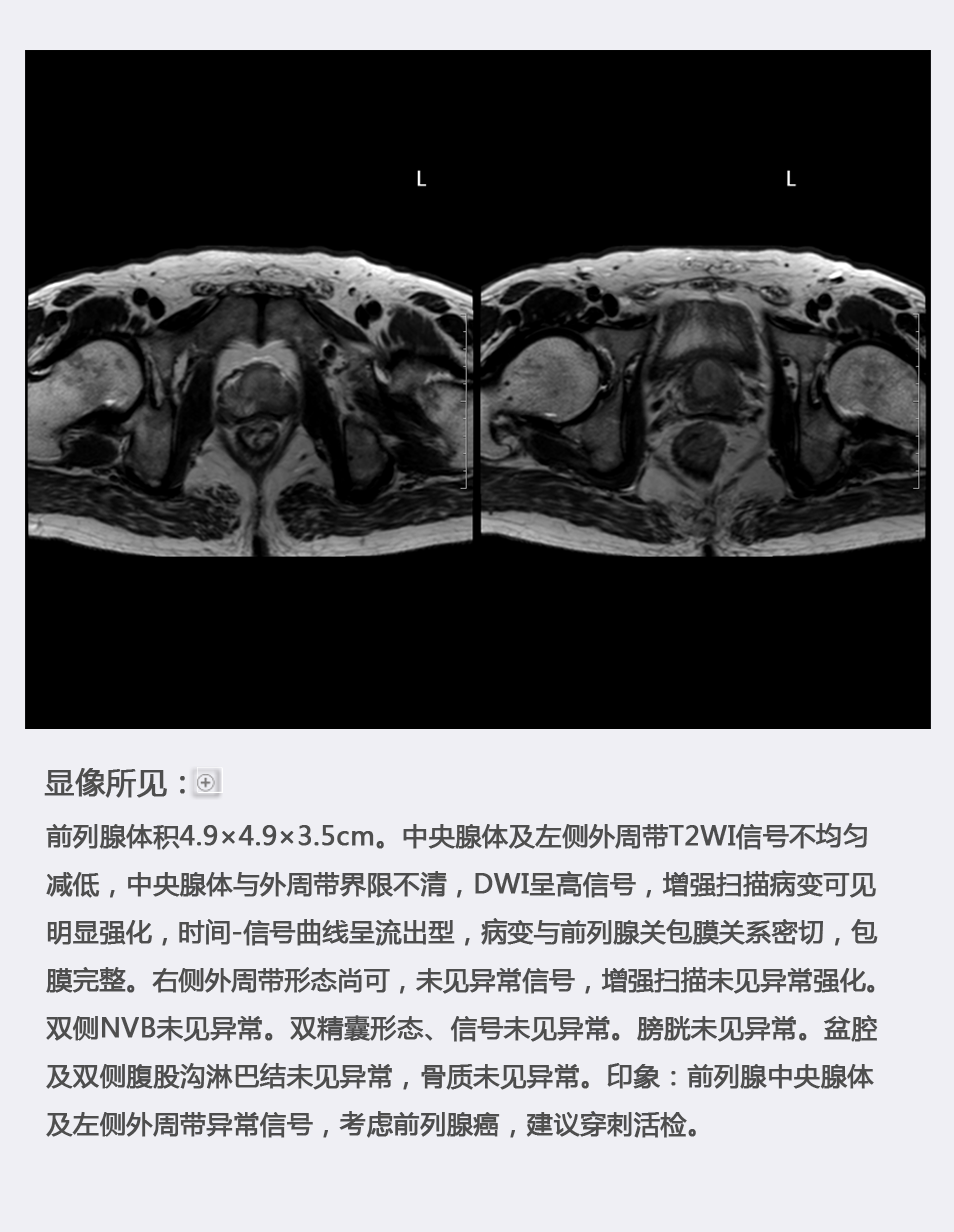 L
L
显像所见：
前列腺体积4.9×4.9×3.5cm。中央腺体及左侧外周带T2WI信号不均匀
减低，中央腺体与外周带界限不清，DWI呈高信号，增强扫描病变可见
明显强化，时间-信号曲线呈流出型，病变与前列腺关包膜关系密切，包
膜完整。右侧外周带形态尚可，未见异常信号，增强扫描未见异常强化。
双侧NVB未见异常。双精囊形态、信号未见异常。膀胱未见异常。盆腔
及双侧腹股沟淋巴结未见异常，骨质未见异常。印象：前列腺中央腺体
及左侧外周带异常信号，考虑前列腺癌，建议穿刺活检。